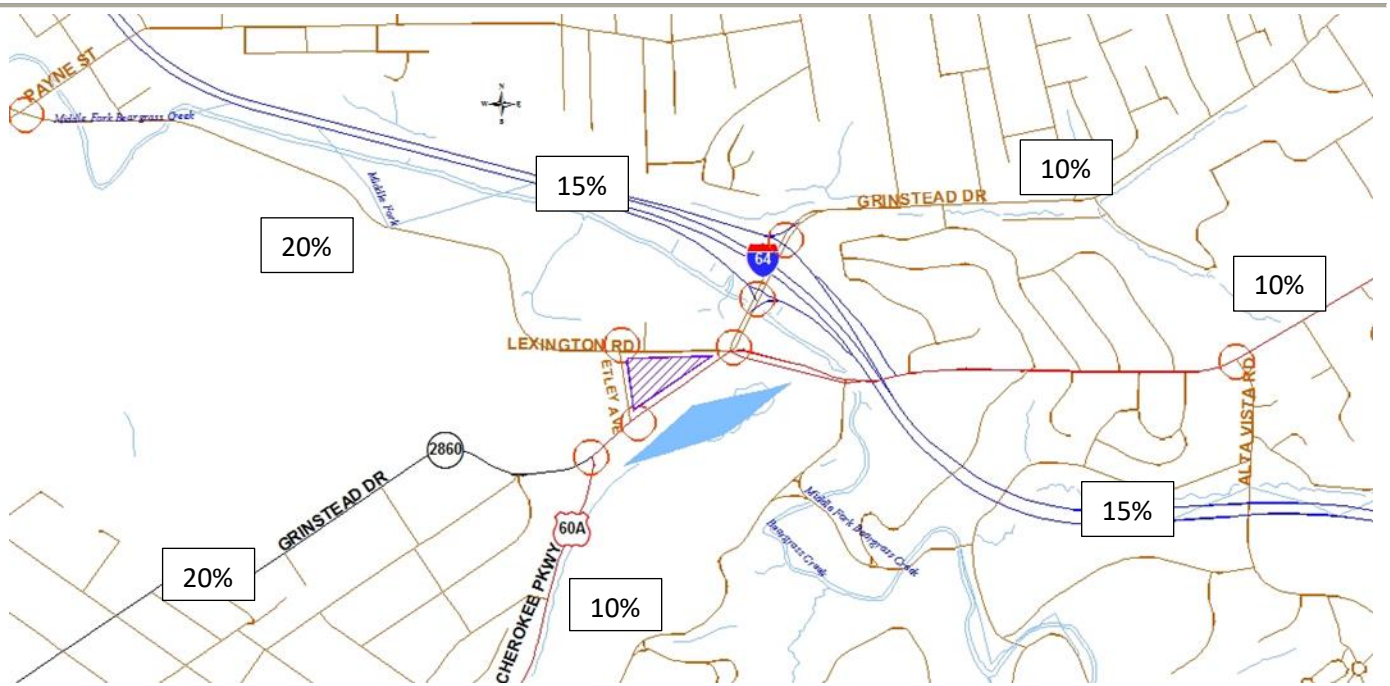 PAYNE ST
N
W
E
S
Middle Fork Beargrass Creek
15%
10%
Middle Fork
GRINSTEAD DR
20%
64
10%
LEXINGTON RD
ETLEY AVE
ALTA VISTA RD
2860
GRINSTEAD DR
Middle Fork Beargrass Creek
15%
60A
Beargrass Creek
20%
CHEROKEE PKWY
10%